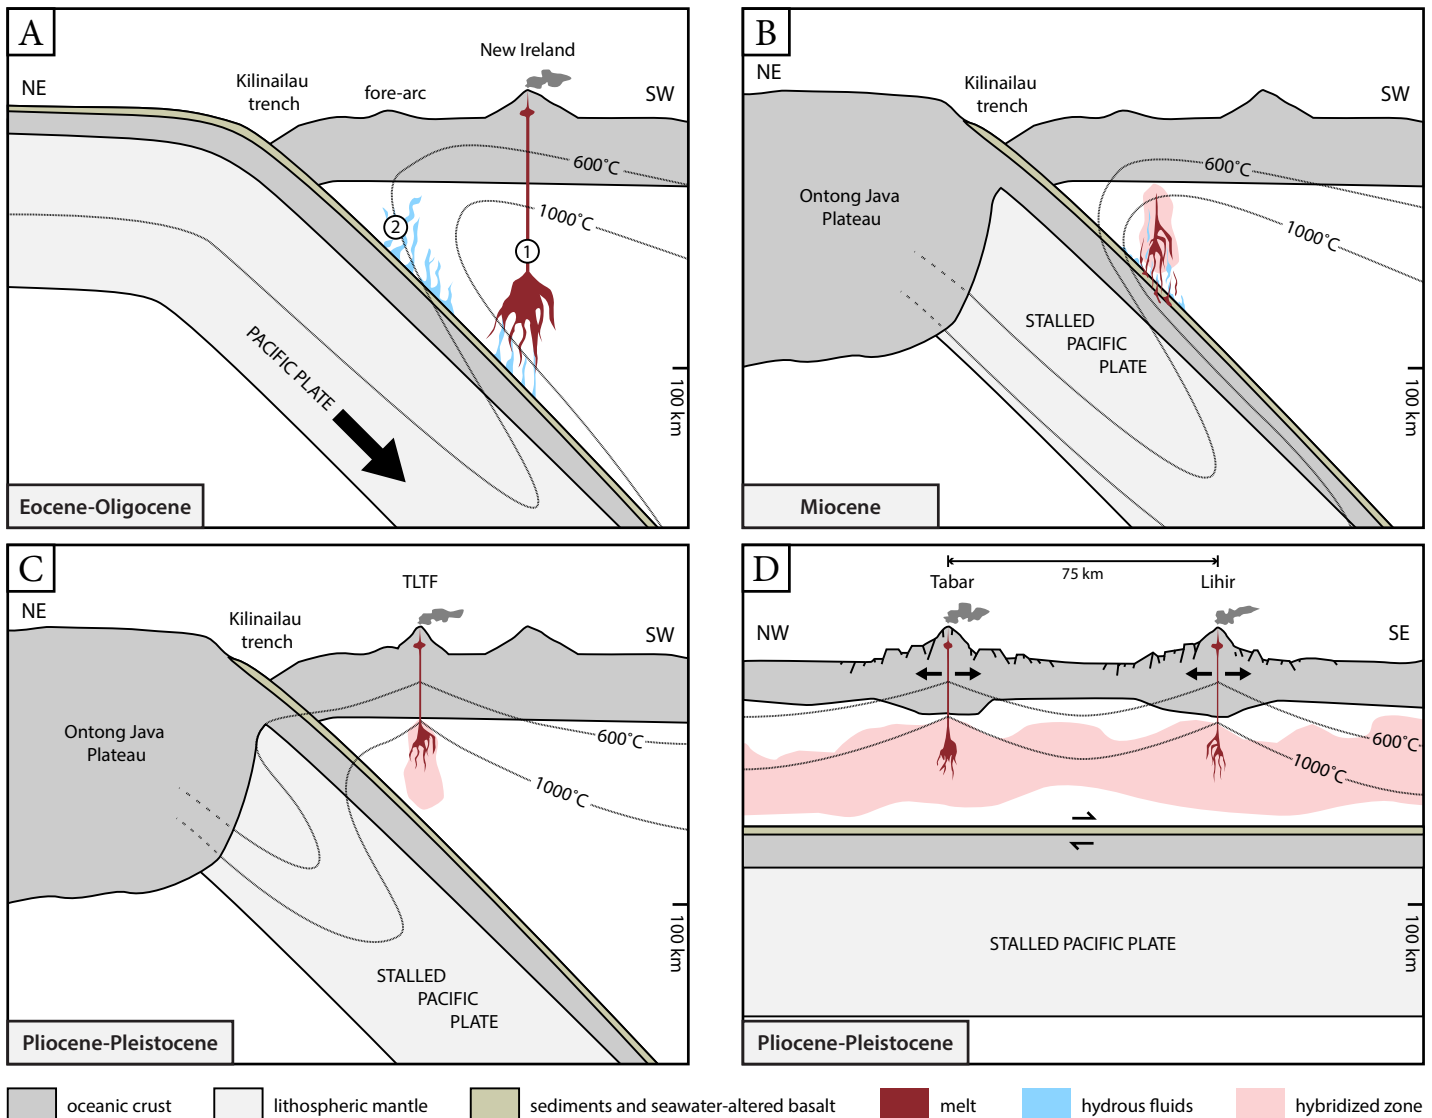 A
NE
Kilinailau
trench
fore-arc
New Ireland
SW
600˚C
1000˚C
2
1
PACIFIC PLATE
100 km
Eocene-Oligocene
B
NE
Kilinailau
trench
SW
600˚C
1000˚C
Ontong Java
Plateau
STALLED
PACIFIC
PLATE
100 km
Miocene
C
NE
Kilinailau
trench
TLTF
SW
600˚C
1000˚C
Ontong Java
Plateau
STALLED
PACIFIC
PLATE
100 km
Pliocene-Pleistocene
D
75 km
Tabar
Lihir
NW
SE
600˚C
1000˚C
STALLED PACIFIC PLATE
100 km
Pliocene-Pleistocene
oceanic crust
lithospheric mantle
sediments and seawater-altered basalt
melt
hydrous fluids
hybridized zone